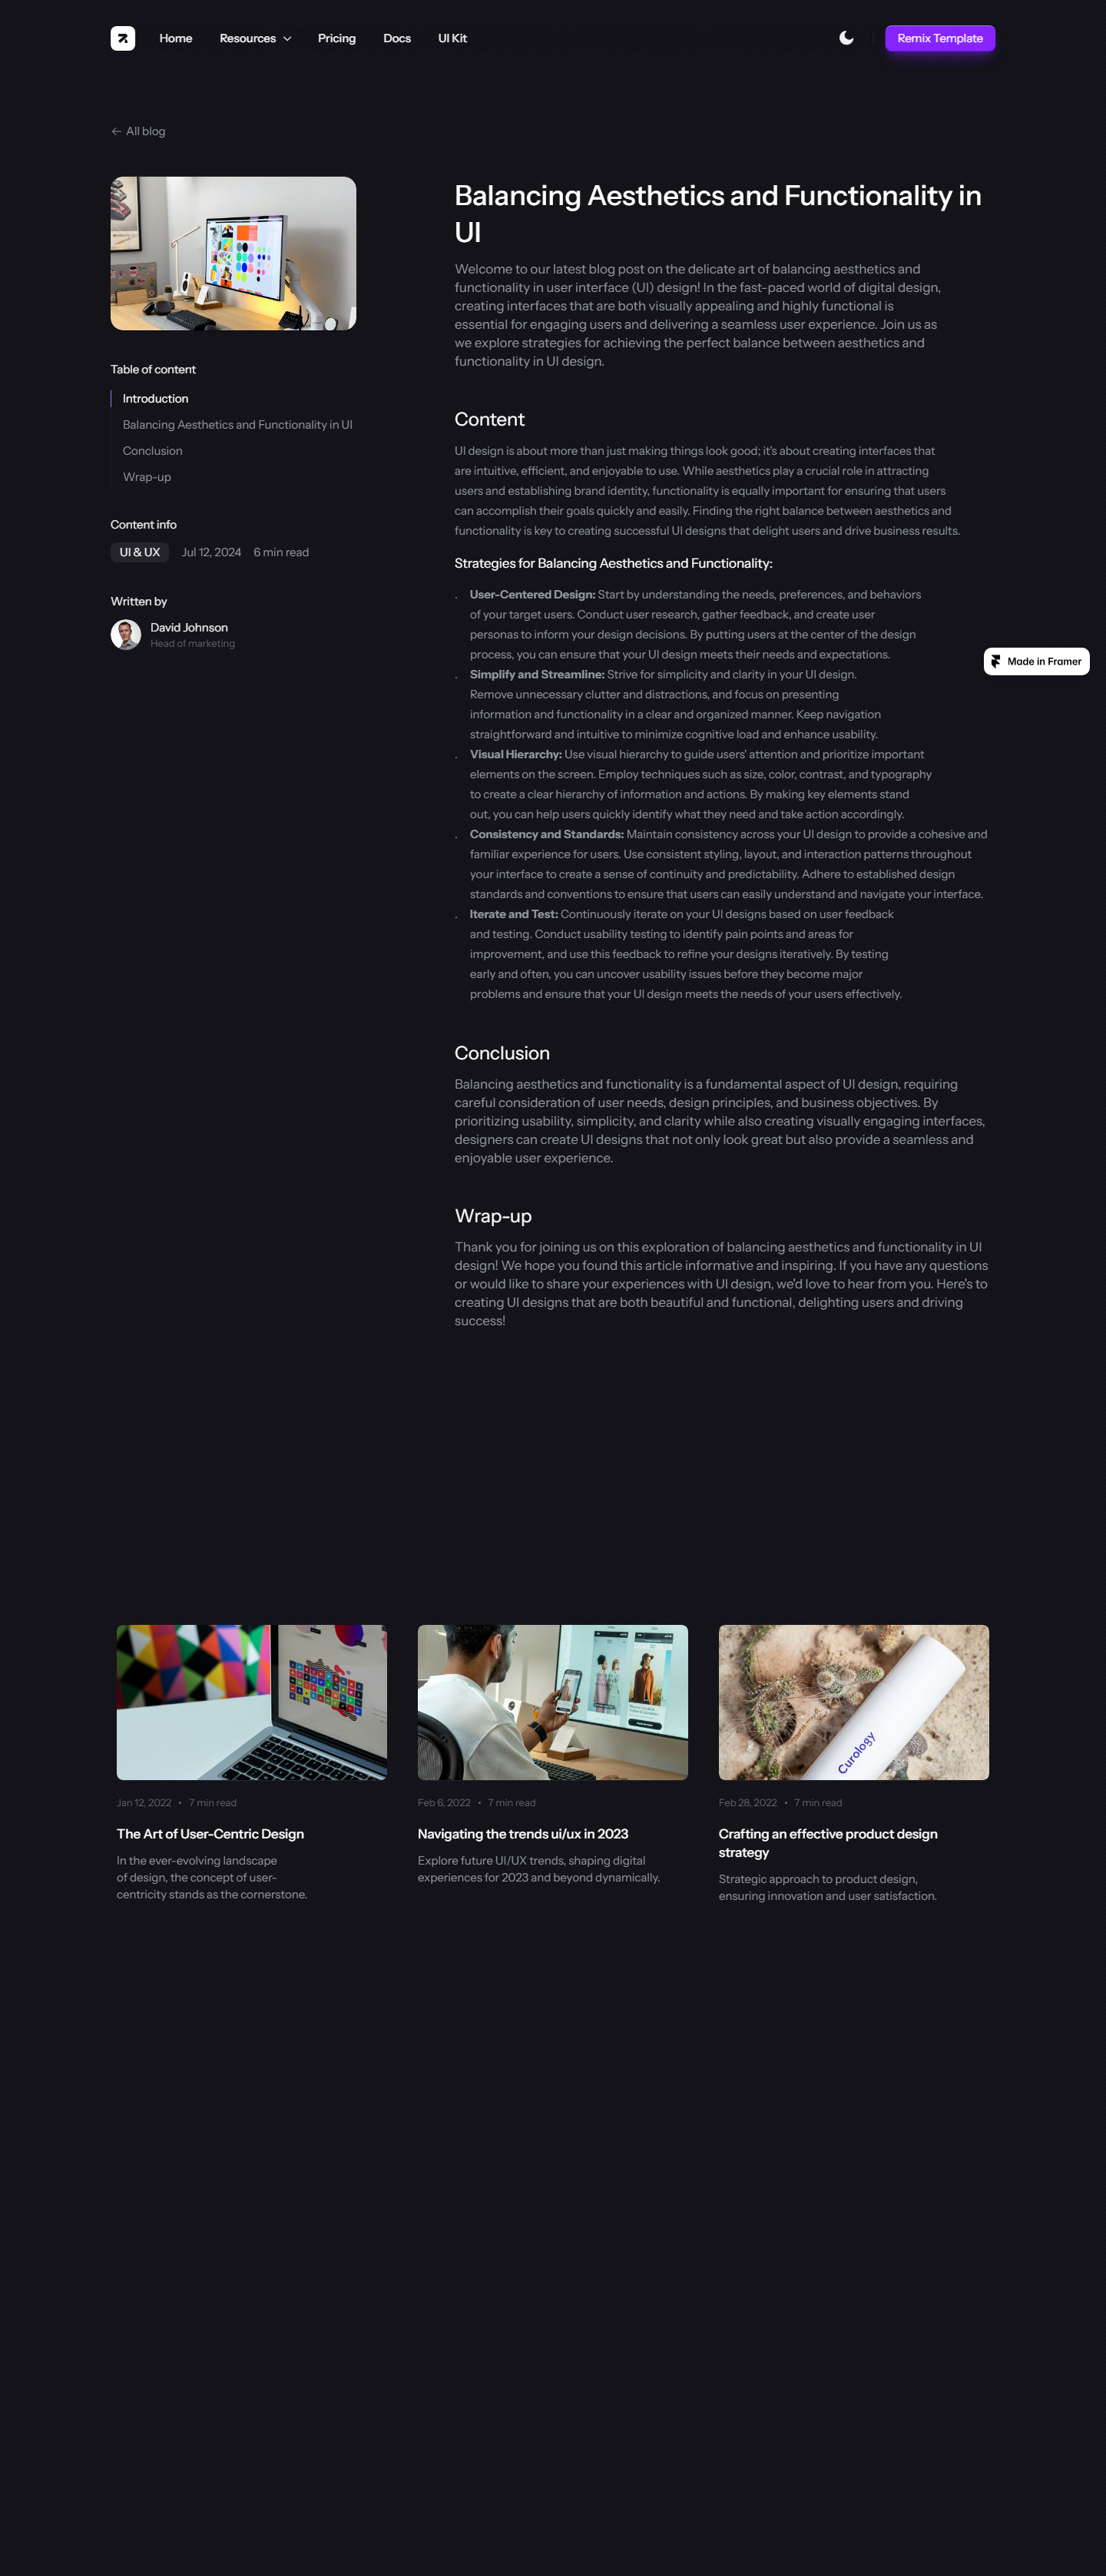 Home
Resources
Pricing
Docs
UI Kit
Remix Template
← All blog
Table of content
Introduction
Balancing Aesthetics and Functionality in UI
Conclusion
Wrap-up
Content info
UI & UX
Jul 12, 2024
6 min read
Written by
David Johnson
Head of marketing
Balancing Aesthetics and Functionality in
UI
Welcome to our latest blog post on the delicate art of balancing aesthetics and
functionality in user interface (UI) design! In the fast-paced world of digital design,
creating interfaces that are both visually appealing and highly functional is
essential for engaging users and delivering a seamless user experience. Join us as
we explore strategies for achieving the perfect balance between aesthetics and
functionality in UI design.
Content
UI design is about more than just making things look good; it's about creating interfaces that
are intuitive, efficient, and enjoyable to use. While aesthetics play a crucial role in attracting
users and establishing brand identity, functionality is equally important for ensuring that users
can accomplish their goals quickly and easily. Finding the right balance between aesthetics and
functionality is key to creating successful UI designs that delight users and drive business results.
Strategies for Balancing Aesthetics and Functionality:
. User-Centered Design: Start by understanding the needs, preferences, and behaviors
of your target users. Conduct user research, gather feedback, and create user
personas to inform your design decisions. By putting users at the center of the design
process, you can ensure that your UI design meets their needs and expectations.
. Simplify and Streamline: Strive for simplicity and clarity in your UI design.
Remove unnecessary clutter and distractions, and focus on presenting
information and functionality in a clear and organized manner. Keep navigation
straightforward and intuitive to minimize cognitive load and enhance usability.
. Visual Hierarchy: Use visual hierarchy to guide users' attention and prioritize important
elements on the screen. Employ techniques such as size, color, contrast, and typography
to create a clear hierarchy of information and actions. By making key elements stand
out, you can help users quickly identify what they need and take action accordingly.
. Consistency and Standards: Maintain consistency across your UI design to provide a cohesive and
familiar experience for users. Use consistent styling, layout, and interaction patterns throughout
your interface to create a sense of continuity and predictability. Adhere to established design
standards and conventions to ensure that users can easily understand and navigate your interface.
. Iterate and Test: Continuously iterate on your UI designs based on user feedback
and testing. Conduct usability testing to identify pain points and areas for
improvement, and use this feedback to refine your designs iteratively. By testing
early and often, you can uncover usability issues before they become major
problems and ensure that your UI design meets the needs of your users effectively.
Made in Framer
Conclusion
Balancing aesthetics and functionality is a fundamental aspect of UI design, requiring
careful consideration of user needs, design principles, and business objectives. By
prioritizing usability, simplicity, and clarity while also creating visually engaging interfaces,
designers can create UI designs that not only look great but also provide a seamless and
enjoyable user experience.
Wrap-up
Thank you for joining us on this exploration of balancing aesthetics and functionality in UI
design! We hope you found this article informative and inspiring. If you have any questions
or would like to share your experiences with UI design, we'd love to hear from you. Here's to
creating UI designs that are both beautiful and functional, delighting users and driving
success!
Jan 12, 2022 • 7 min read
The Art of User-Centric Design
In the ever-evolving landscape
of design, the concept of user-
centricity stands as the cornerstone.
Feb 6, 2022 • 7 min read
Navigating the trends ui/ux in 2023
Explore future UI/UX trends, shaping digital
experiences for 2023 and beyond dynamically.
Curology
Feb 28, 2022 • 7 min read
Crafting an effective product design
strategy
Strategic approach to product design,
ensuring innovation and user satisfaction.